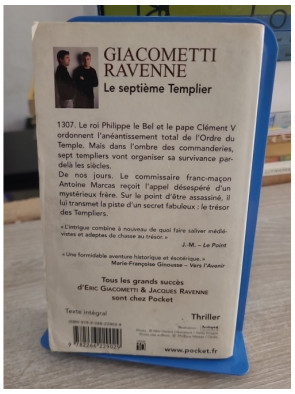 GIACOMETTI
RAVENNE
Le septième Templier
1307. Le roi Philippe le Bel et le pape Clément V
ordonnent l'anéantissement total de l'Ordre du
Temple. Mais dans l'ombre des commanderies,
sept templiers vont organiser sa survivance par-
delà les siècles.
De nos jours. Le commissaire franc-maçon
Antoine Marcas reçoit l'appel désespéré d'un
mystérieux frère. Sur le point d'être assassiné, il
lui transmet la piste d'un secret fabuleux : le trésor
des Templiers.
« L'intrigue combine à nouveau de quoi faire saliver médié-
vistes et adeptes de chasse au trésor. »
J.-M. – Le Point
« Une formidable aventure historique et ésotérique. »
Marie-Françoise Gihousse – Vers l'Avenir
Tous les grands succès
d'ERIC GIACOMETTI & JACQUES RAVENNE
sont chez Pocket
Texte intégral
Thriller
www.pocket.fr